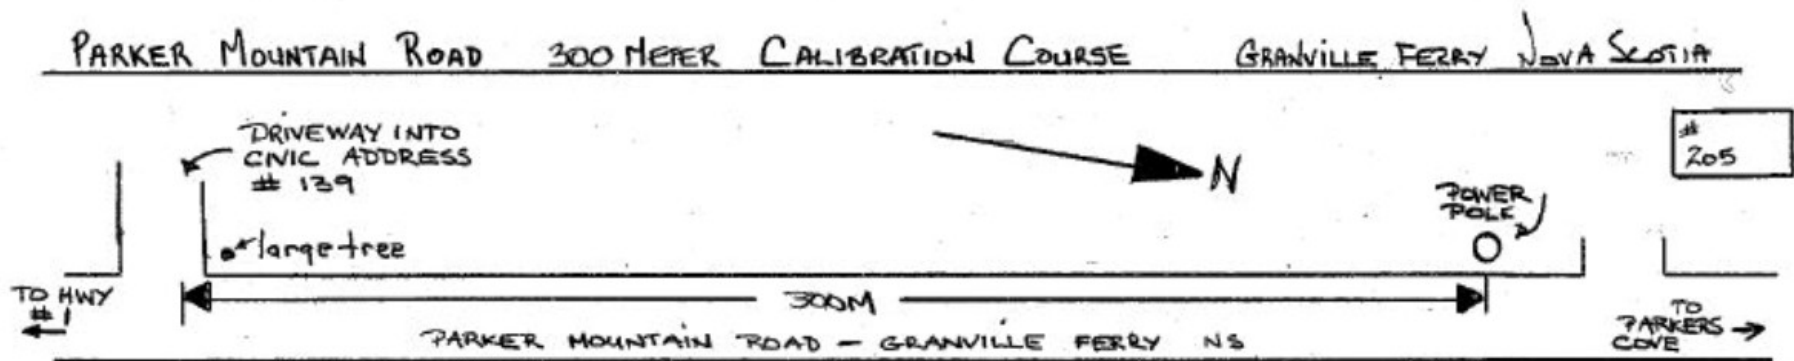 PARKER MOUNTAIN ROAD 300 METER CALIBRATION COURSE GRANVILLE FERRY NOVA SCOTIA
DRIVEWAY INTO
CIVIC ADDRESS
# 139
large tree
N
POWER
POLE
#
205
TO HWY
# 1
300M
TO
PARKERS
COVE
PARKER MOUNTAIN ROAD - GRANVILLE FERRY NS